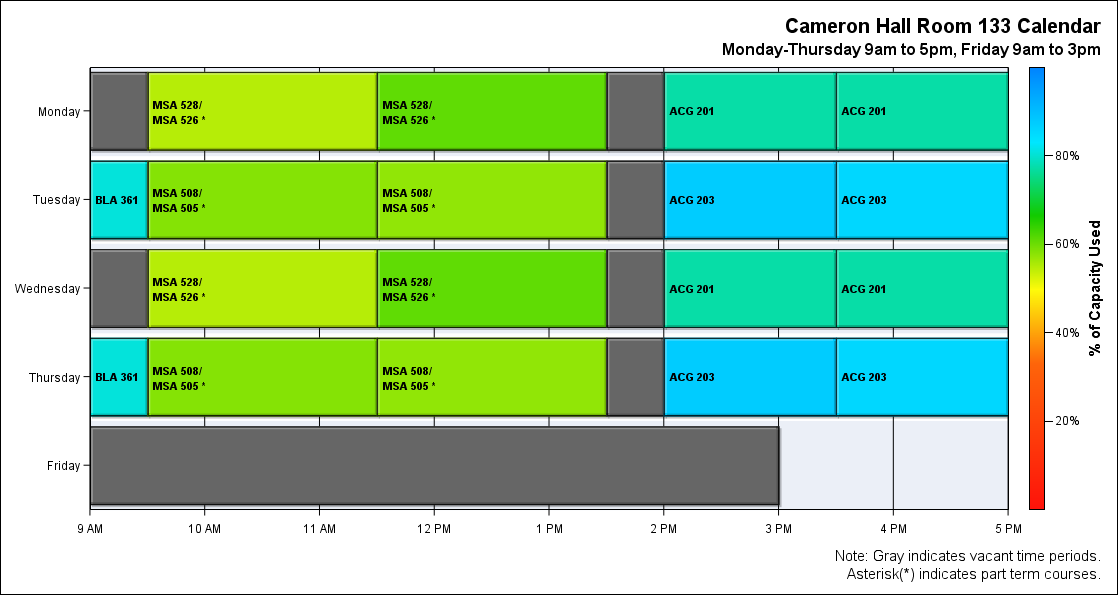 Cameron Hall Room 133 Calendar
Monday-Thursday 9am to 5pm, Friday 9am to 3pm
Monday
MSA 528/
MSA 526 *
MSA 528/
MSA 526 *
ACG 201
ACG 201
Tuesday
BLA 361
MSA 508/
MSA 505 *
MSA 508/
MSA 505 *
ACG 203
ACG 203
Wednesday
MSA 528/
MSA 526 *
MSA 528/
MSA 526 *
ACG 201
ACG 201
Thursday
BLA 361
MSA 508/
MSA 505 *
MSA 508/
MSA 505 *
ACG 203
ACG 203
Friday
9 AM
10 AM
11 AM
12 PM
1 PM
2 PM
3 PM
4 PM
5 PM
80%
60%
40%
20%
% of Capacity Used
Note: Gray indicates vacant time periods.
Asterisk(*) indicates part term courses.